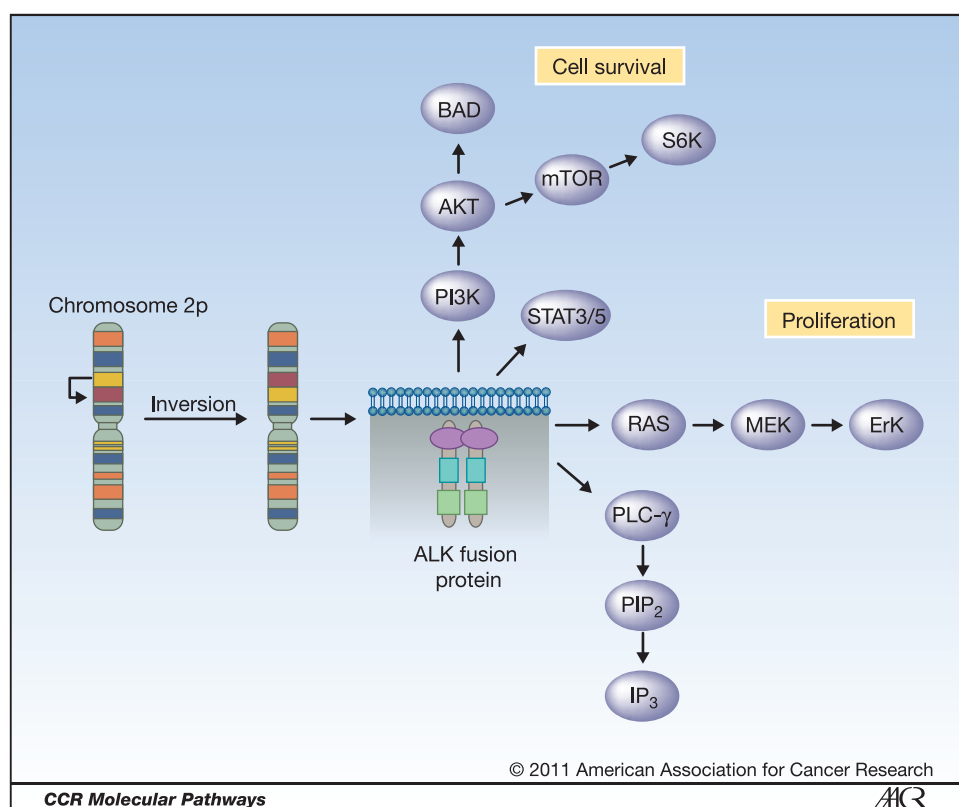 Cell survival
BAD
S6K
mTOR
AKT
PI3K
STAT3/5
Chromosome 2p
Proliferation
Inversion
RAS
MEK
ErK
PLC-γ
ALK fusion
protein
PIP₂
IP₃
© 2011 American Association for Cancer Research
CCR Molecular Pathways
AACR